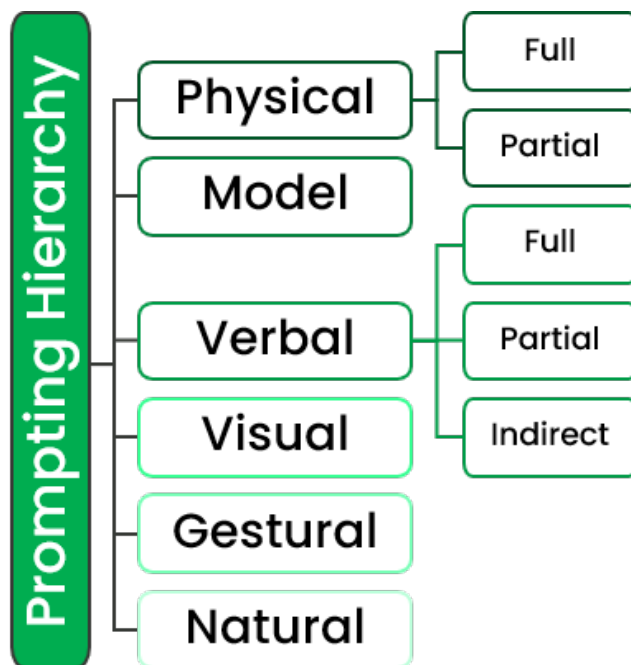 Prompting Hierarchy
Physical
Full
Partial
Model
Verbal
Full
Partial
Indirect
Visual
Gestural
Natural